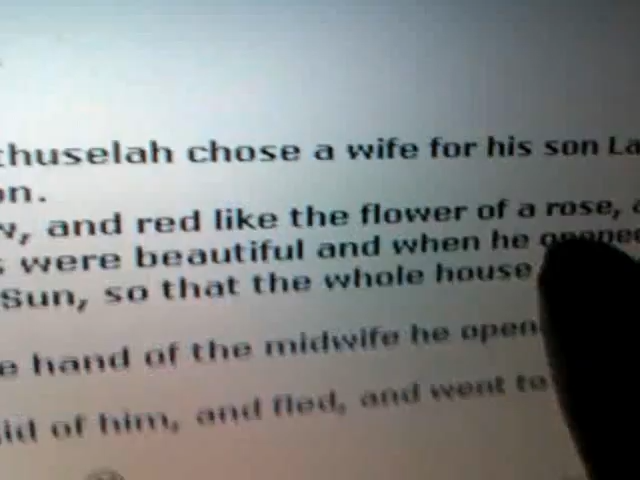 thuselah chose a wife for his son La
on.
, and red like the flower of a rose,
were beautiful and when he opened
Sun, so that the whole house
hand of the midwife he open
of him, and fled, and went to